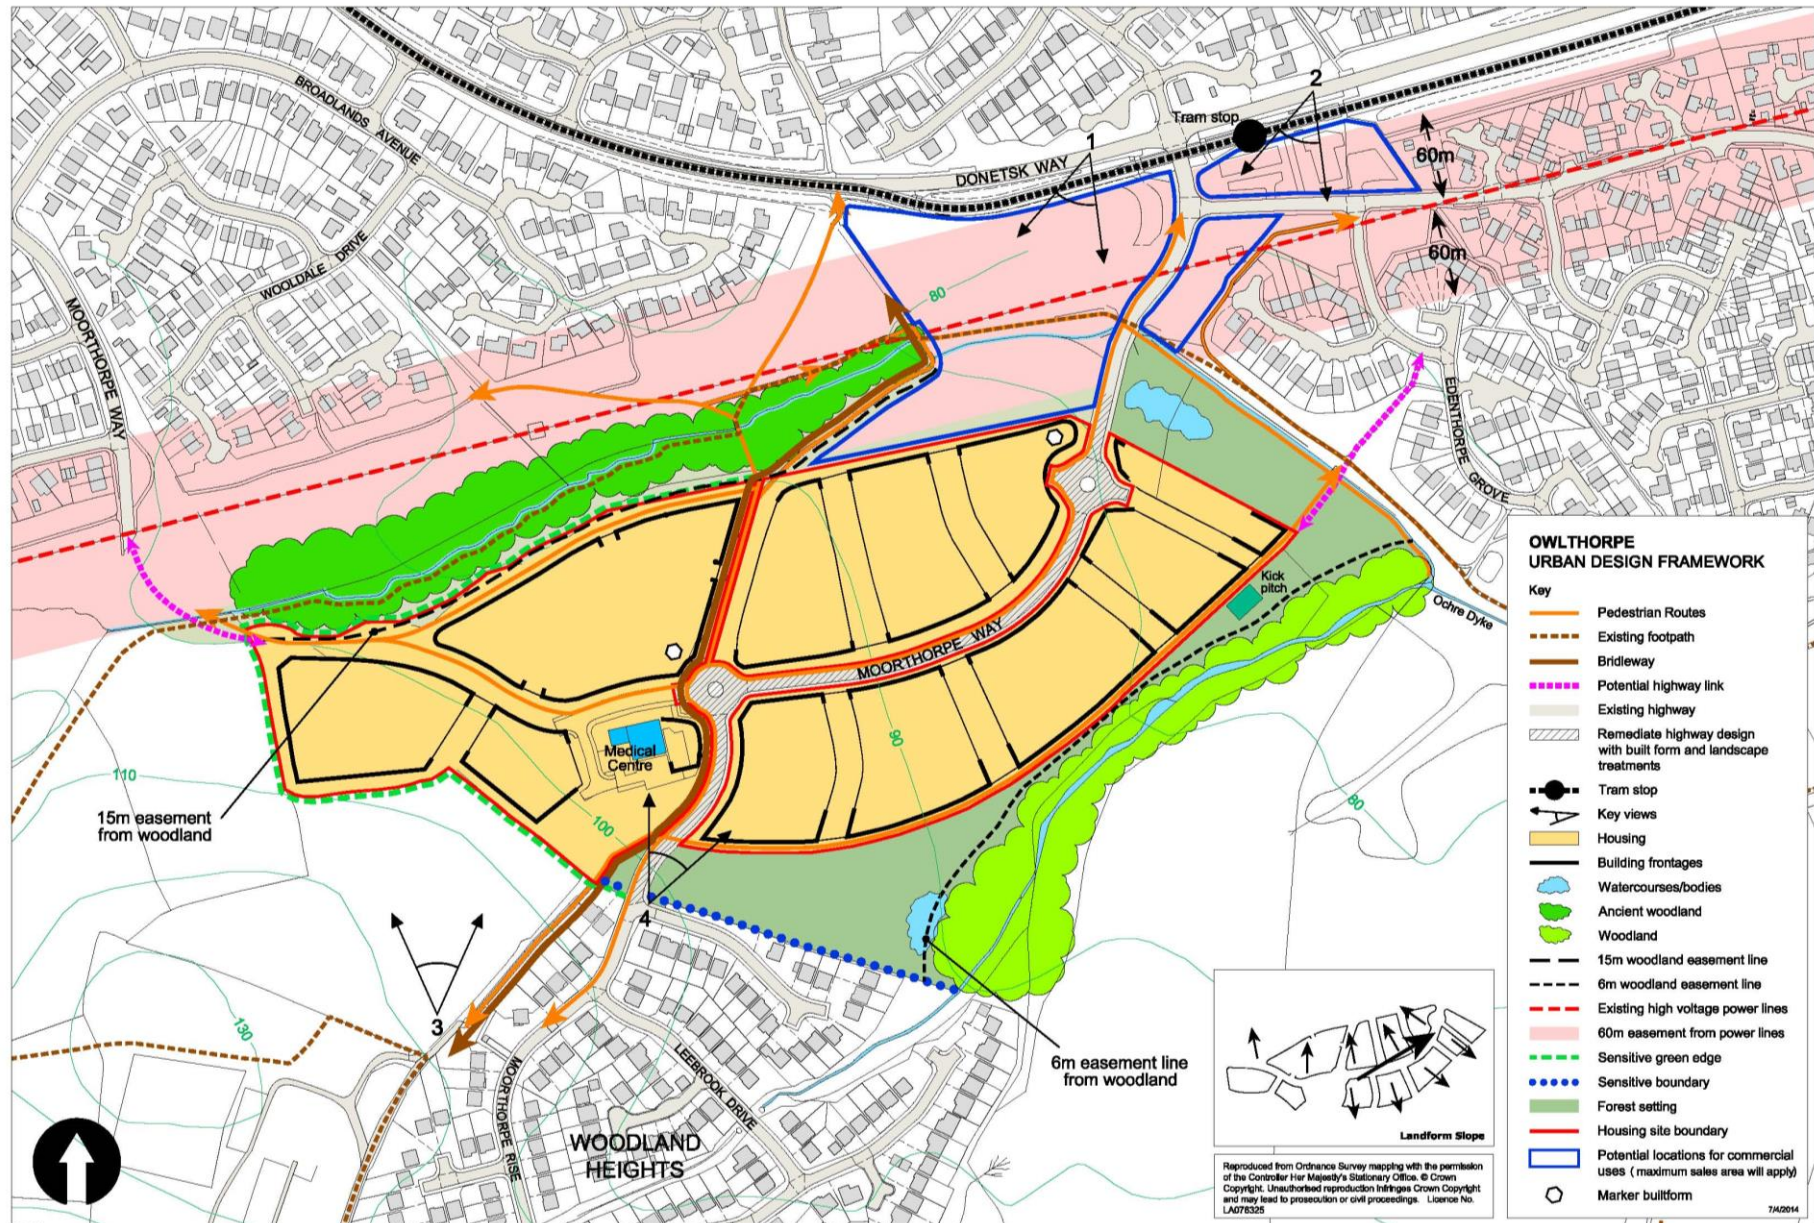 BROADLANDS AVENUE
WOOLDALE DRIVE
MOORTHORPE WAY
DONETSK WAY
Tram stop
1
2
60m
60m
80
EDENTHORPE GROVE
Kick
pitch
Ochre Dyke
MOORTHORPE WAY
90
80
Medical
Centre
110
100
15m easement
from woodland
130
3
4
MOORTHORPE RISE
LEEBROOK DRIVE
WOODLAND
HEIGHTS
6m easement line
from woodland
Landform Slope
Reproduced from Ordnance Survey mapping with the permission
of the Controller Her Majesty's Stationary Office. © Crown
Copyright. Unauthorised reproduction infringes Crown Copyright
and may lead to prosecution or civil proceedings. Licence No.
LA076325
OWLTHORPE
URBAN DESIGN FRAMEWORK
Key
Pedestrian Routes
Existing footpath
Bridleway
Potential highway link
Existing highway
Remediate highway design
with built form and landscape
treatments
Tram stop
Key views
Housing
Building frontages
Watercourses/bodies
Ancient woodland
Woodland
15m woodland easement line
6m woodland easement line
Existing high voltage power lines
60m easement from power lines
Sensitive green edge
Sensitive boundary
Forest setting
Housing site boundary
Potential locations for commercial
uses ( maximum sales area will apply)
Marker builtform
7/4/2014